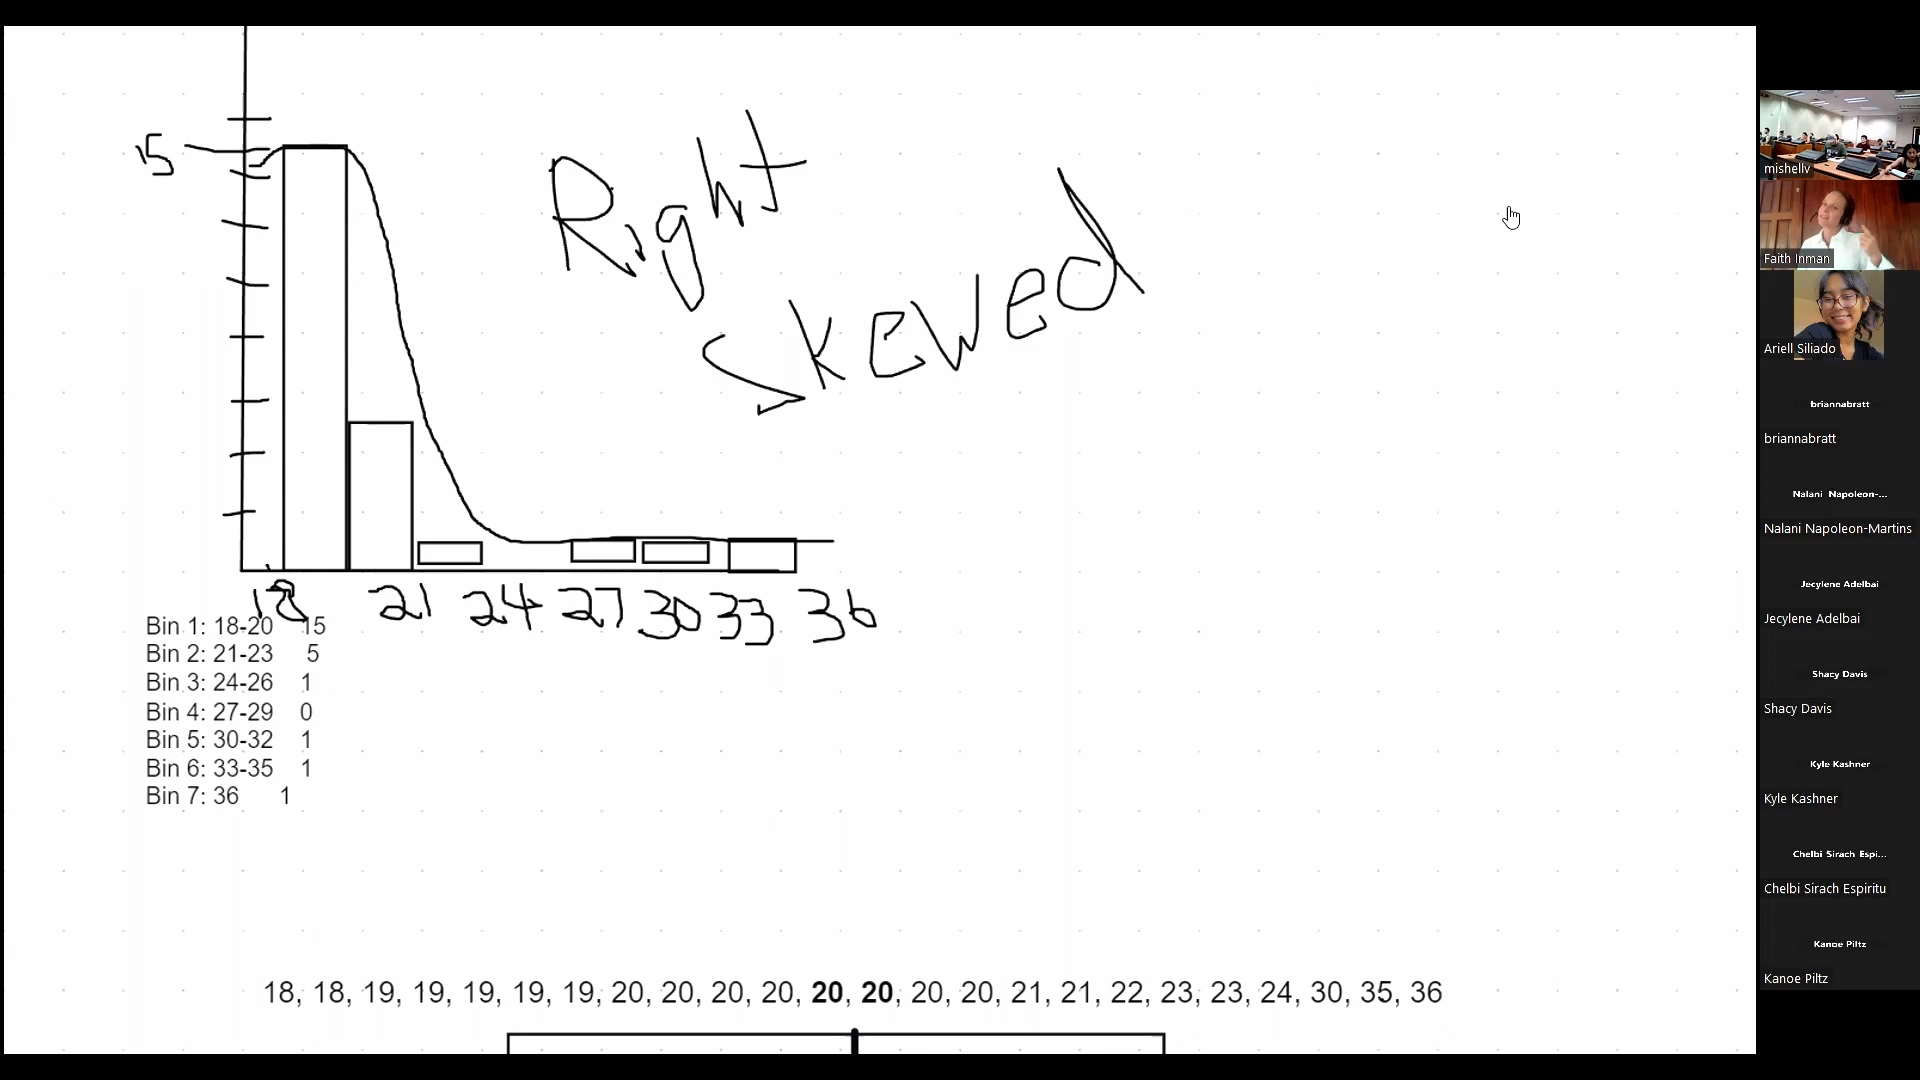 15
Right
skewed
18 21 24 27 30 33 36
Bin 1: 18-20 15
Bin 2: 21-23 5
Bin 3: 24-26 1
Bin 4: 27-29 0
Bin 5: 30-32 1
Bin 6: 33-35 1
Bin 7: 36 1
18, 18, 19, 19, 19, 19, 19, 20, 20, 20, 20, 20, 20, 20, 20, 21, 21, 22, 23, 23, 24, 30, 35, 36
mishellv
Faith Inman
Ariell Siliado
briannabratt
briannabratt
Nalani Napoleon-...
Nalani Napoleon-Martins
Jecylene Adelbai
Jecylene Adelbai
Shacy Davis
Shacy Davis
Kyle Kashner
Kyle Kashner
Chelbi Sirach Espi...
Chelbi Sirach Espiritu
Kanoe Piltz
Kanoe Piltz